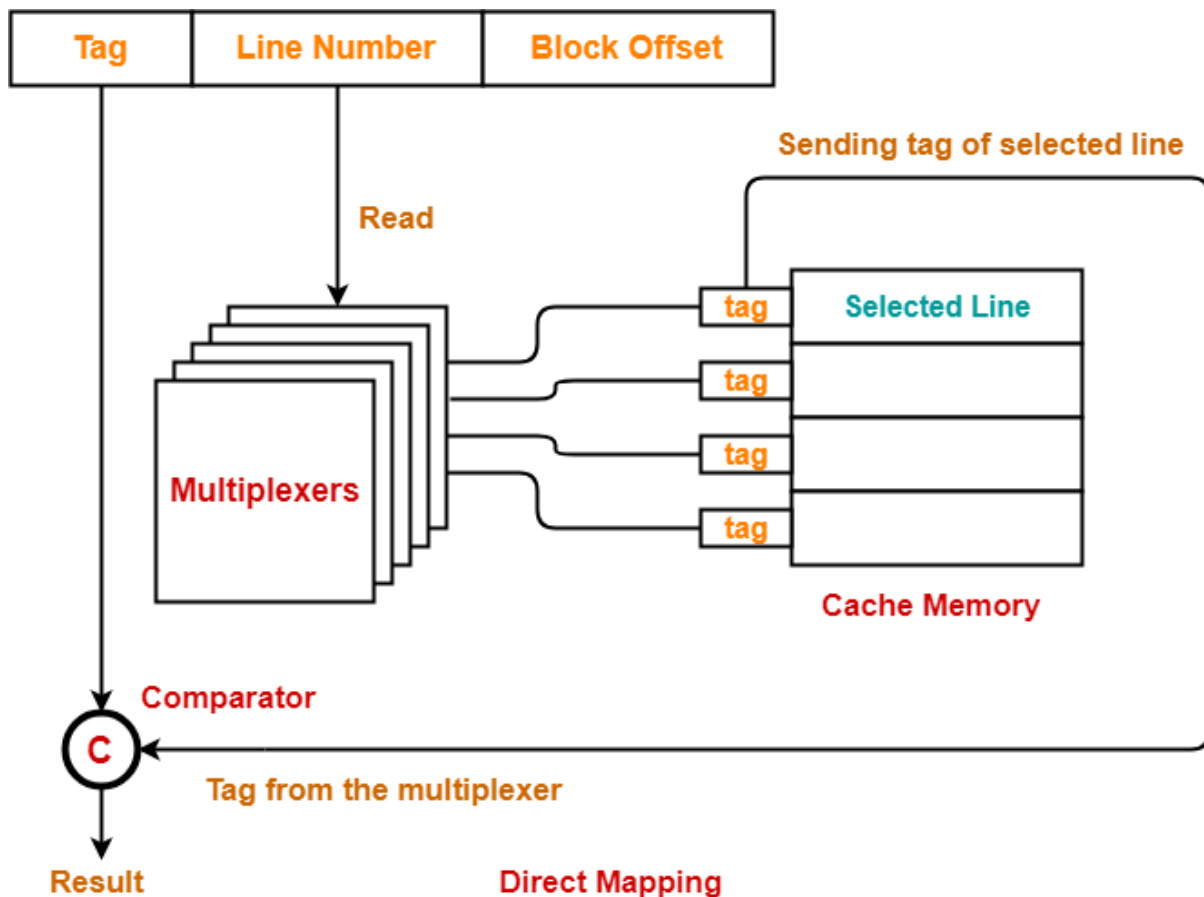 Tag
Line Number
Block Offset
Sending tag of selected line
Read
tag
Selected Line
tag
tag
Multiplexers
tag
Cache Memory
Comparator
C
Tag from the multiplexer
Result
Direct Mapping